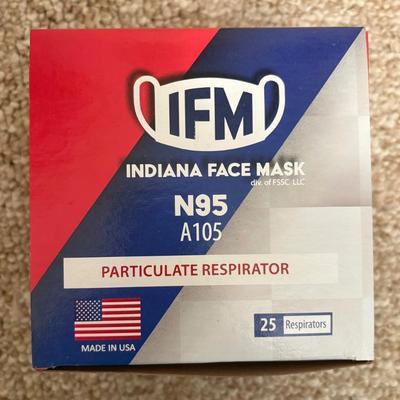 IFM
INDIANA FACE MASK
div. of FSSC, LLC
N95
A105
PARTICULATE RESPIRATOR
MADE IN USA
25 Respirators